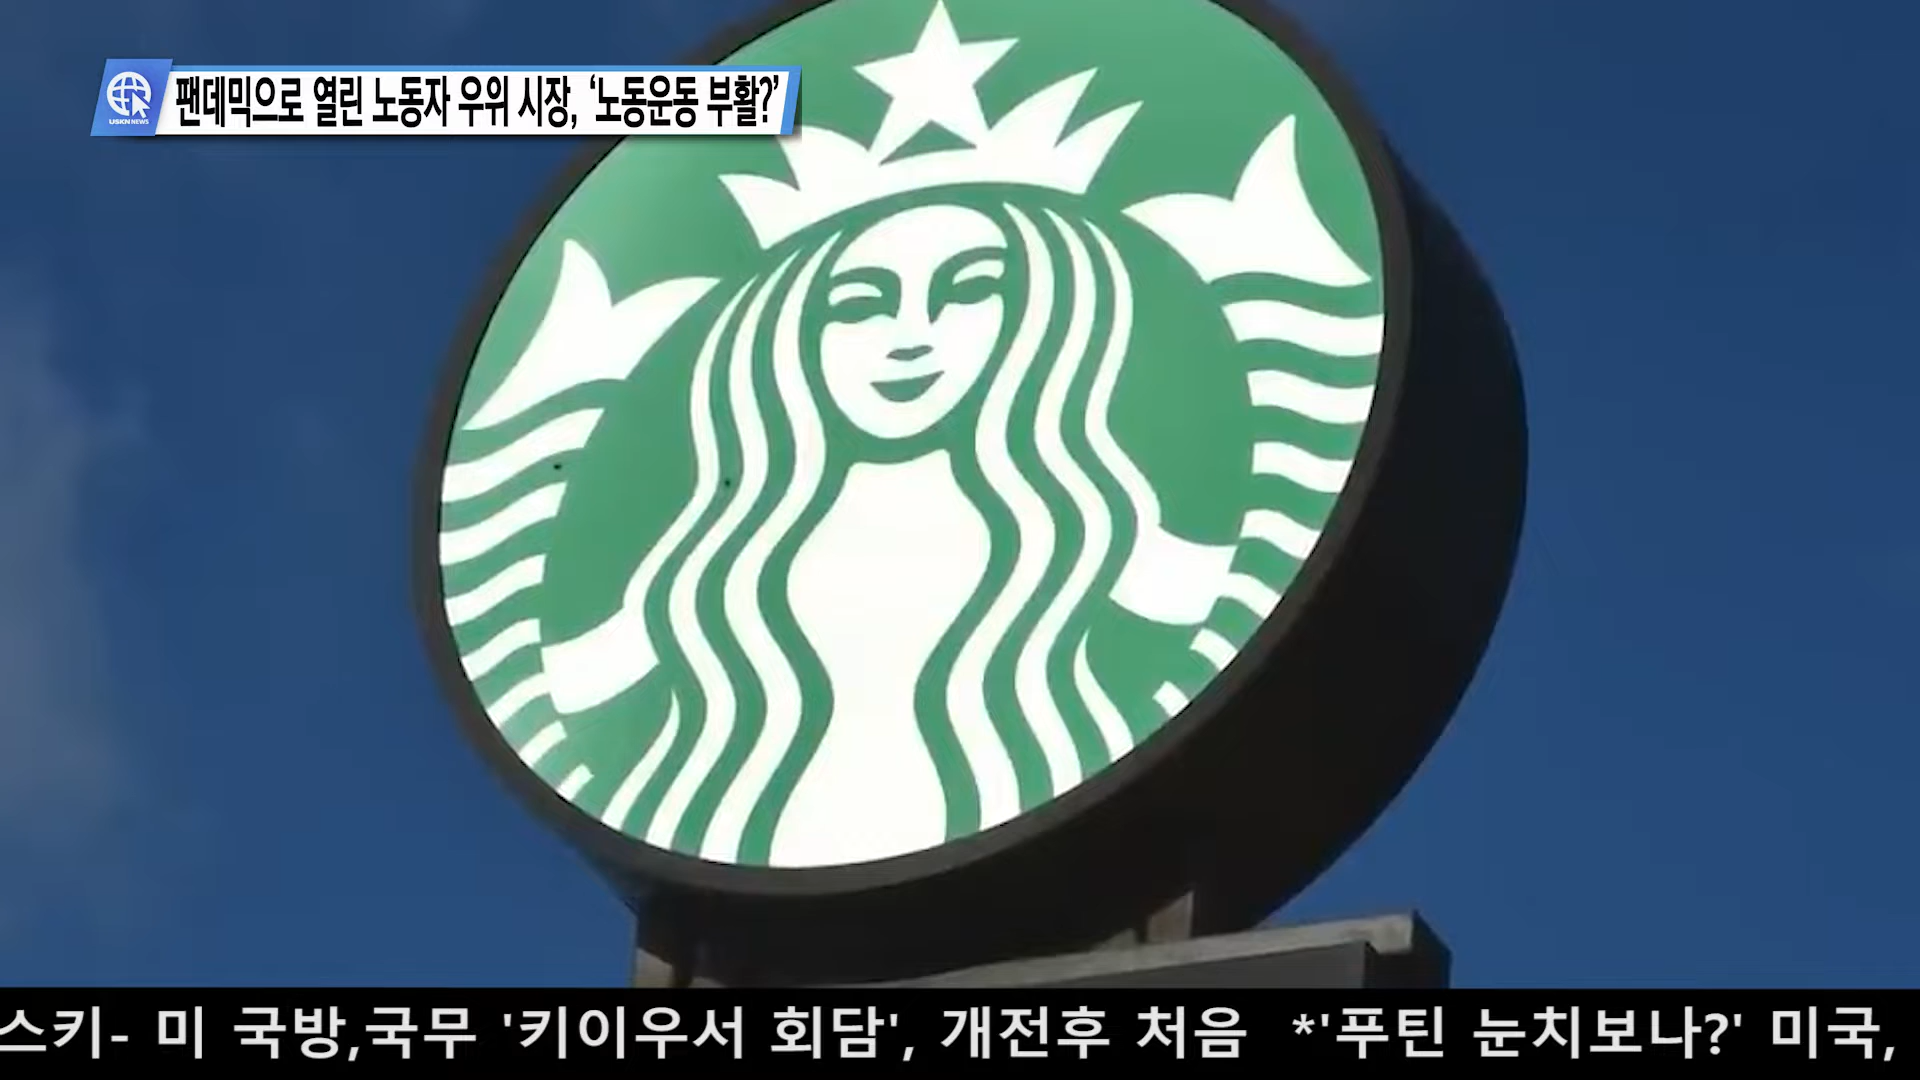 팬데믹으로 열린 노동자 우위 시장, ‘노동운동 부활?’
USKN NEWS
스키- 미 국방,국무 '키이우서 회담', 개전후 처음 *'푸틴 눈치보나?' 미국,